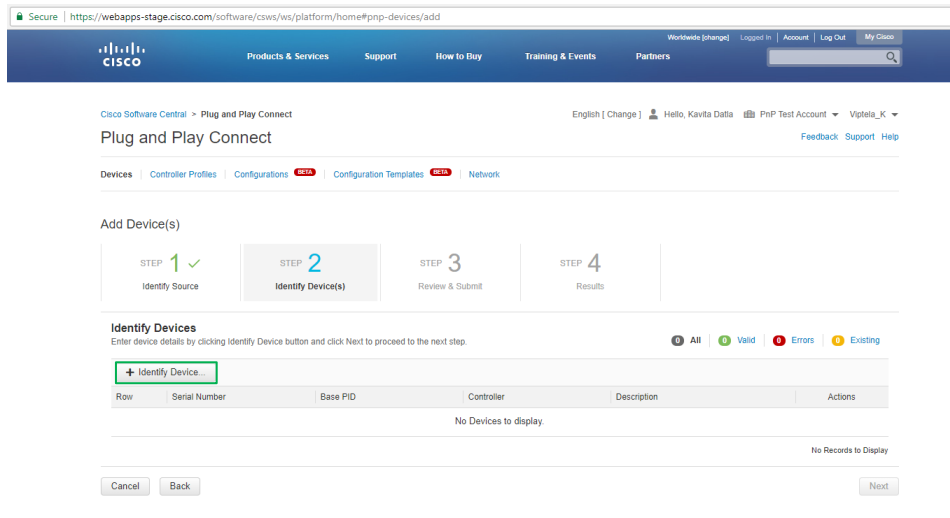 Secure | https://webapps-stage.cisco.com/software/csws/ws/platform/home#pnp-devices/add
Worldwide [change] Logged In | Account | Log Out My Cisco
CISCO
Products & Services Support How to Buy Training & Events Partners
Cisco Software Central > Plug and Play Connect English [ Change ] Hello, Kavita Datla PnP Test Account Viptela_K
Plug and Play Connect Feedback Support Help
Devices | Controller Profiles | Configurations BETA | Configuration Templates BETA | Network
Add Device(s)
STEP 1 STEP 2 STEP 3 STEP 4
Identify Source Identify Device(s) Review & Submit Results
Identify Devices
Enter device details by clicking Identify Device button and click Next to proceed to the next step.
0 All | 0 Valid | 0 Errors | 0 Existing
+ Identify Device...
Row Serial Number Base PID Controller Description Actions
No Devices to display.
No Records to Display
Cancel Back Next